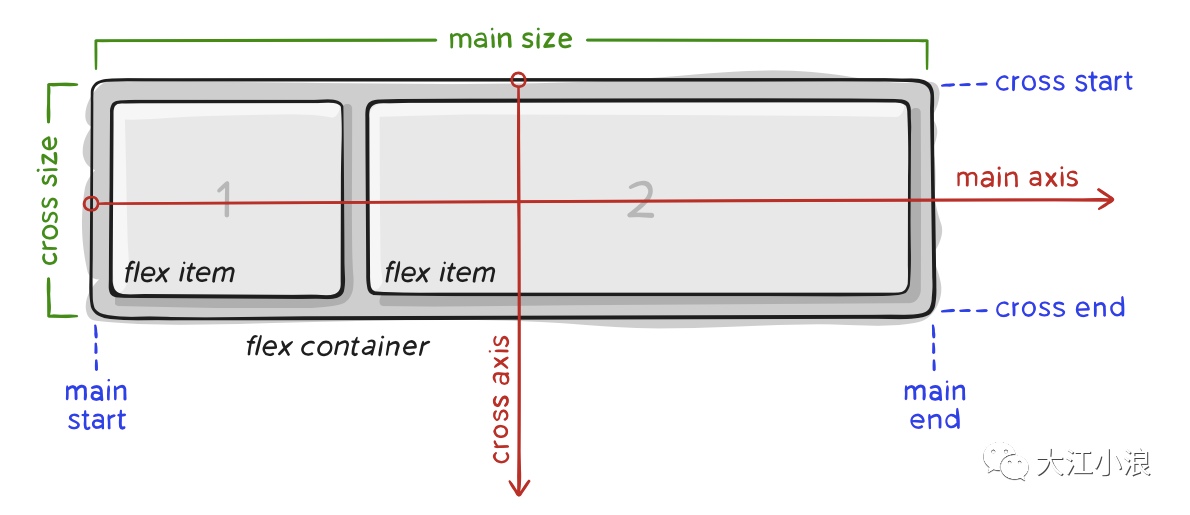 main size
cross start
cross size
main axis
1
2
flex item
flex item
cross end
flex container
cross axis
main
start
main
end
大江小浪